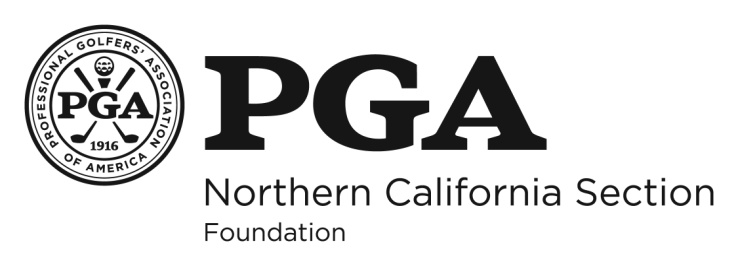 PROFESSIONAL GOLFERS' ASSOCIATION
OF AMERICA
PGA
1916
PGA
Northern California Section
Foundation